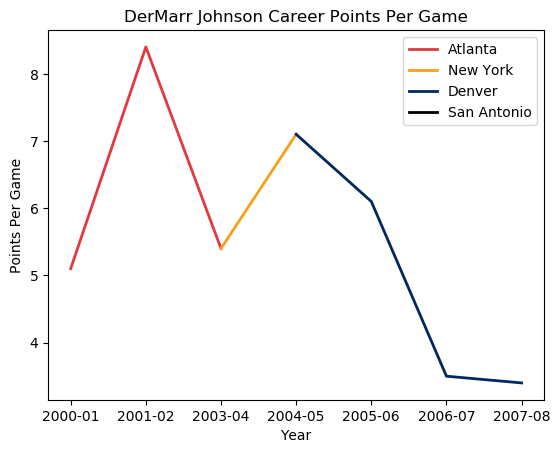 DerMarr Johnson Career Points Per Game
Atlanta
New York
Denver
San Antonio
Points Per Game
8
7
6
5
4
2000-01 2001-02 2003-04 2004-05 2005-06 2006-07 2007-08
Year